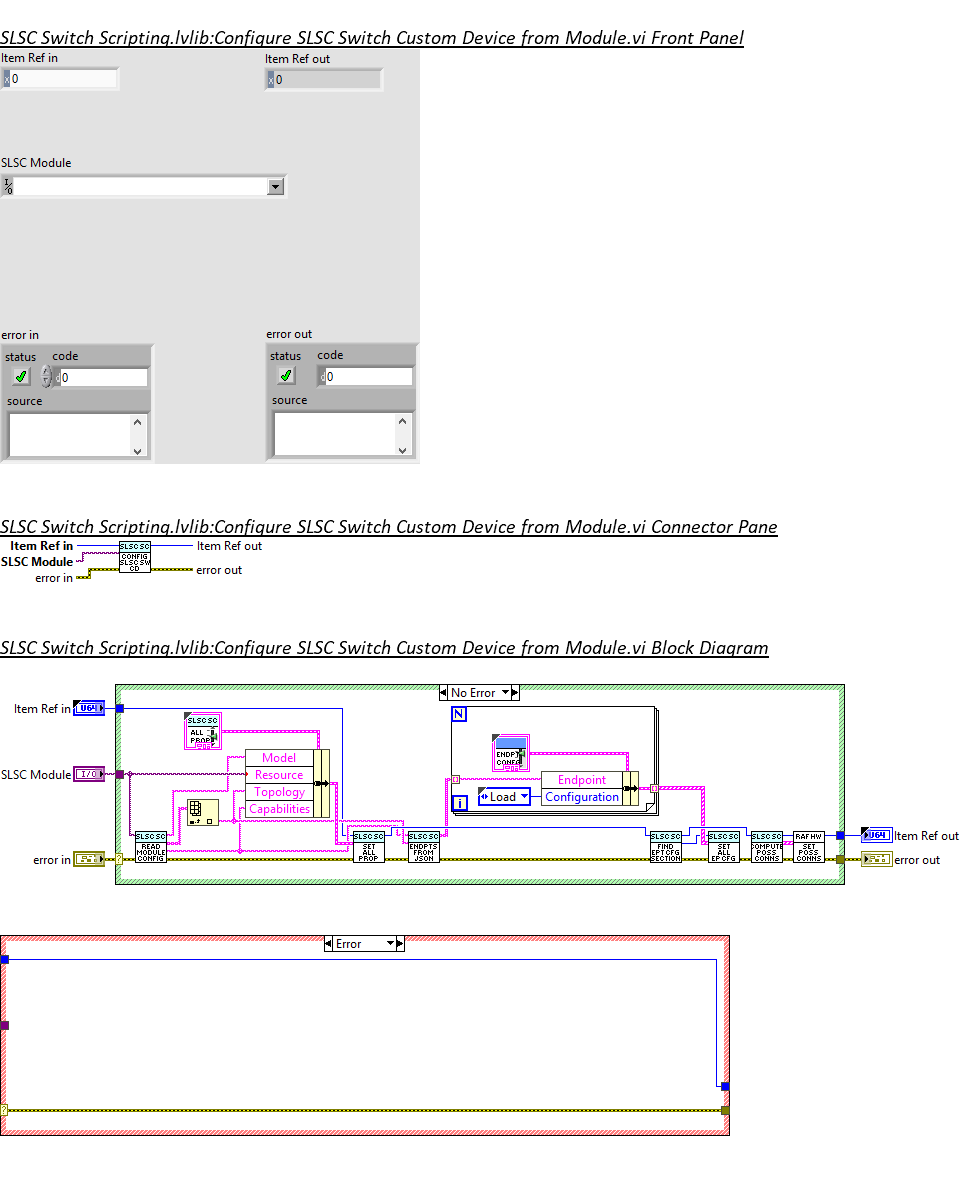 SLSC Switch Scripting.lvlib:Configure SLSC Switch Custom Device from Module.vi Front Panel
Item Ref in
Item Ref out
x 0
x 0
SLSC Module
I/O
error in
error out
status code
status code
d 0
d 0
source
source
SLSC Switch Scripting.lvlib:Configure SLSC Switch Custom Device from Module.vi Connector Pane
Item Ref in
SLSC Module
error in
SLSC SC
CONFIG
SLSC SW
CD
Item Ref out
error out
SLSC Switch Scripting.lvlib:Configure SLSC Switch Custom Device from Module.vi Block Diagram
No Error
Item Ref in
U64
SLSC SC
ALL
PROP
N
ENDPT
CONFG
Model
Resource
Topology
Capabilities
SLSC Module
I/O
Endpoint
Configuration
Load
i
SLSC SC
READ
MODULE
CONFIG
SLSC SC
SET
ALL
PROP
SLSC SC
ENDPTS
FROM
JSON
SLSC SC
FIND
EPT CFG
SECTION
SLSC SC
SET
ALL
EP CFG
SLSC SC
COMPUTE
POSS
CONNS
RAF HW
SET
POSS
CONNS
U64
Item Ref out
error in
?
error out
Error
?